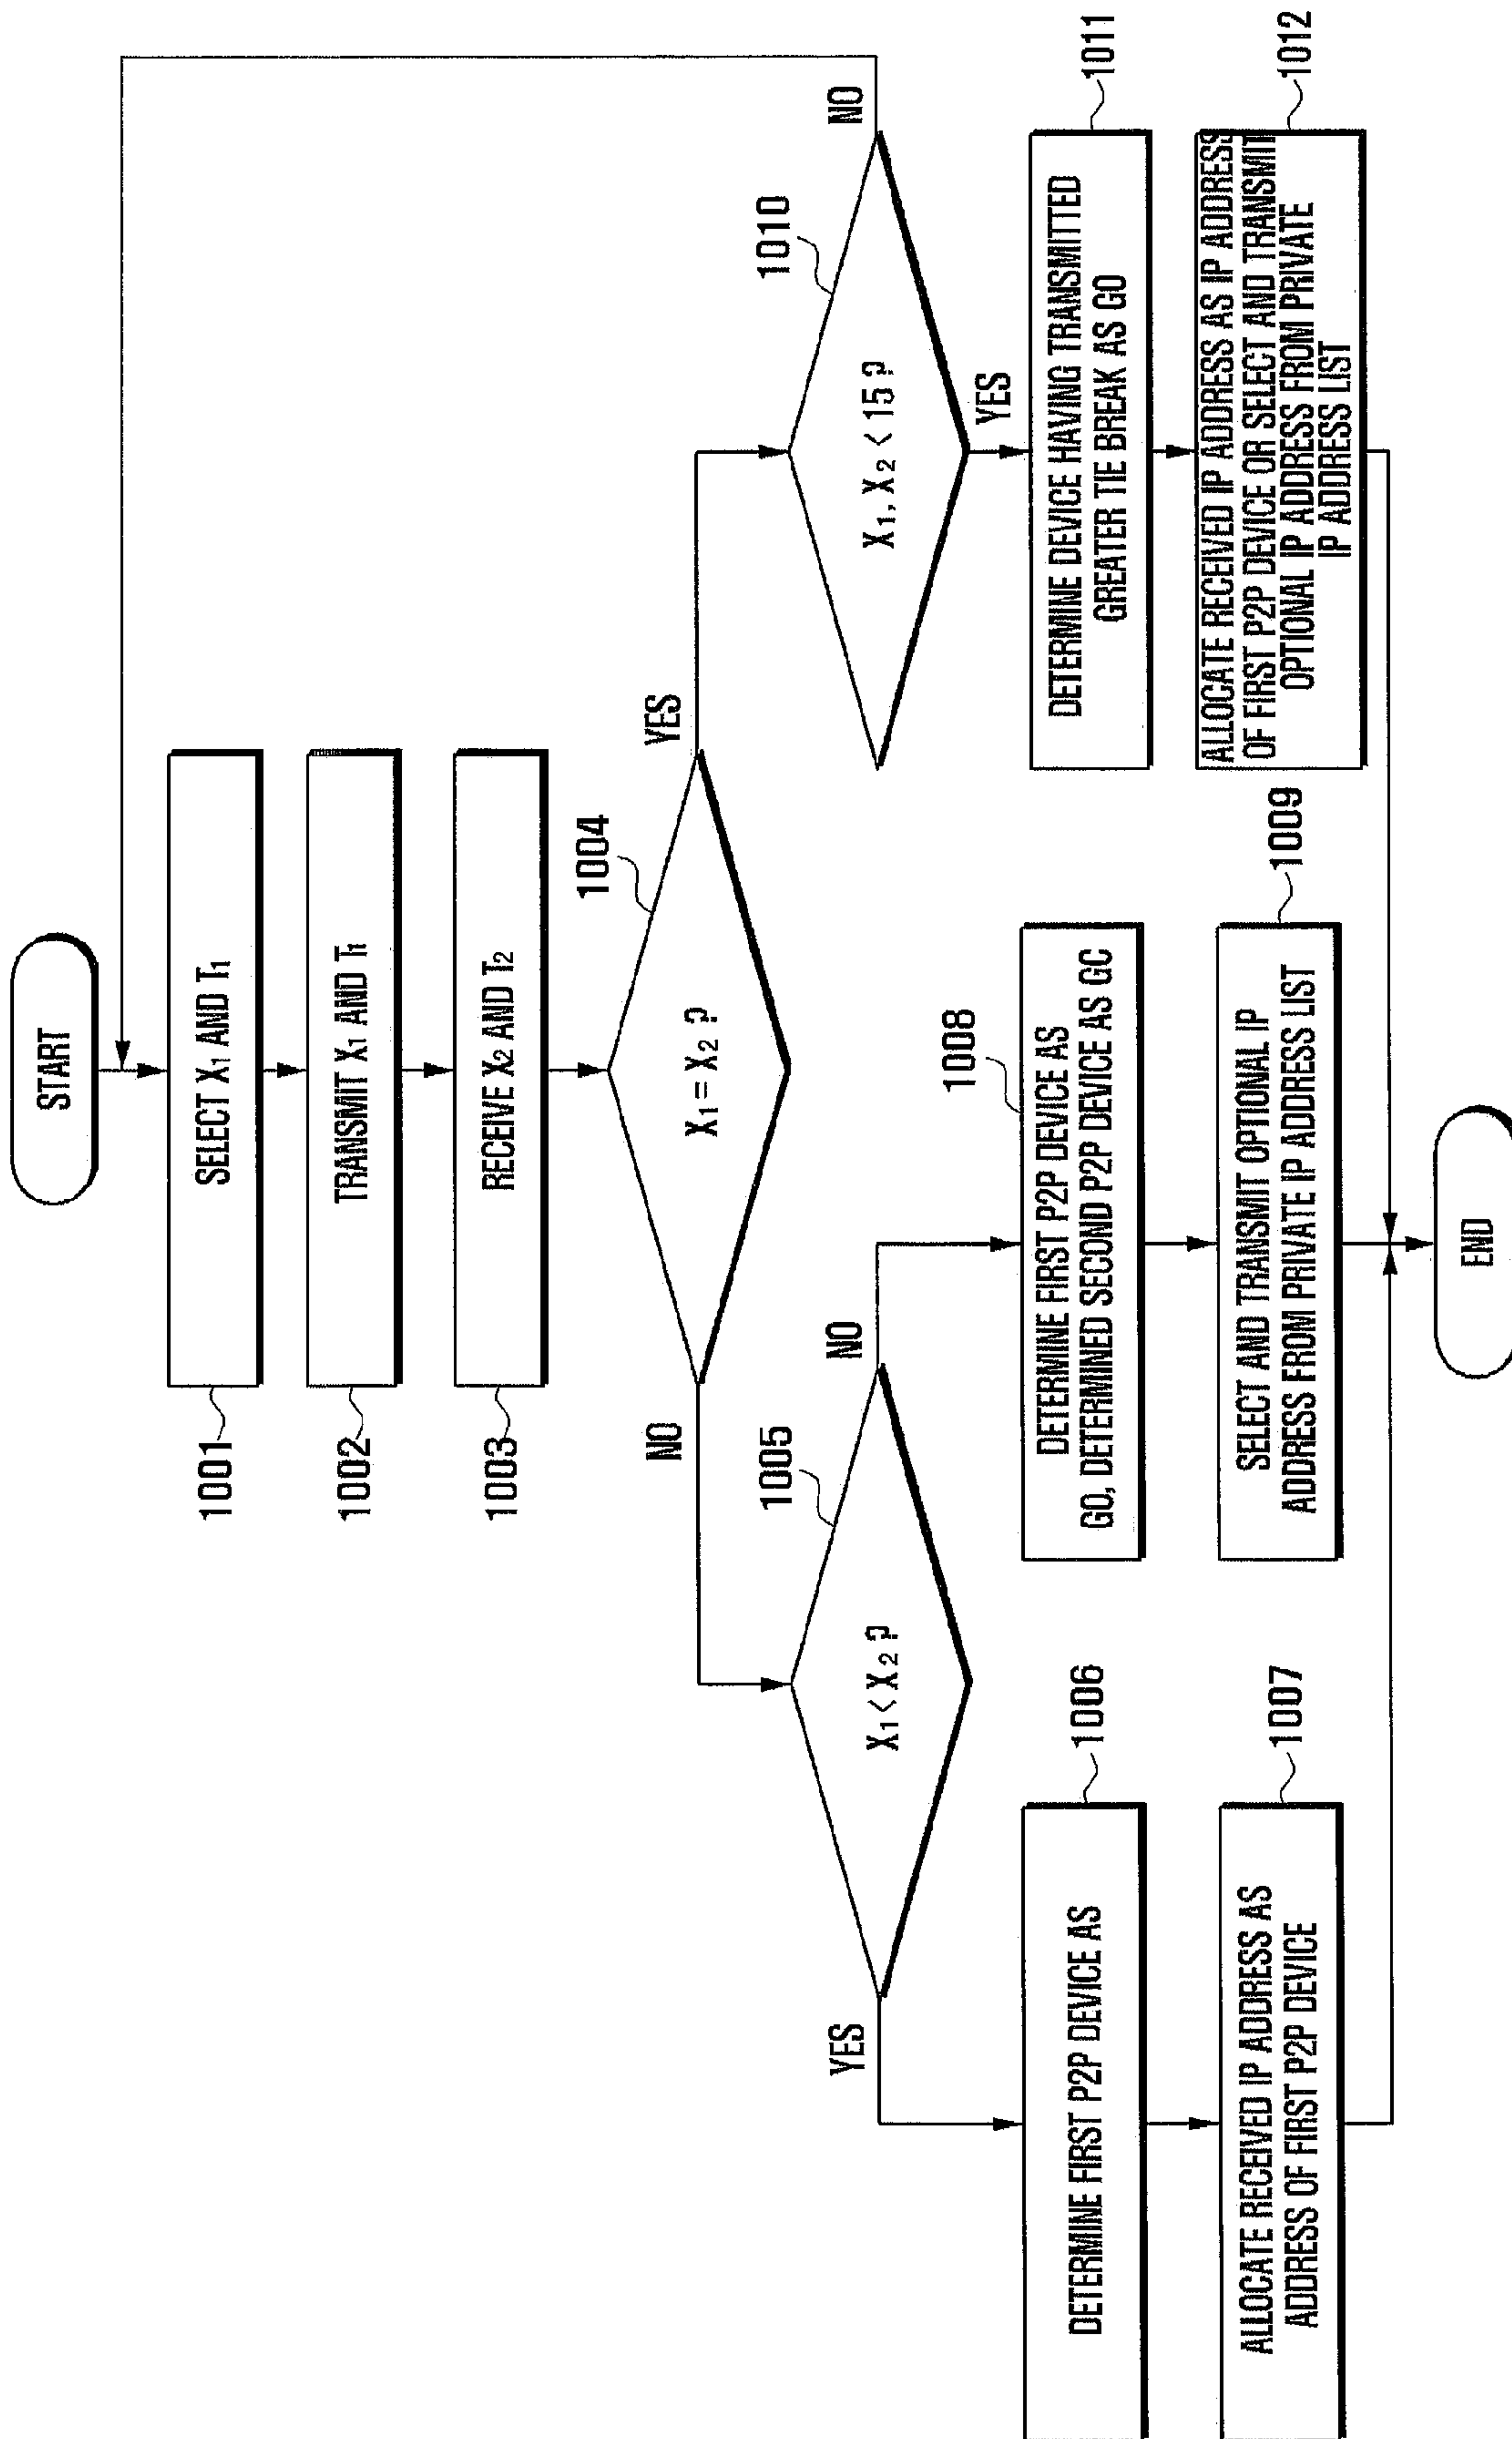 START
SELECT X1 AND T1
1001
TRANSMIT X1 AND T1
1002
RECEIVE X2 AND T2
1003
1004
X1 = X2 ?
NO
YES
1005
X1 < X2 ?
YES
NO
1006
DETERMINE FIRST P2P DEVICE AS
1007
ALLOCATE RECEIVED IP ADDRESS AS
ADDRESS OF FIRST P2P DEVICE
1008
DETERMINE FIRST P2P DEVICE AS
GO, DETERMINED SECOND P2P DEVICE AS GC
1009
SELECT AND TRANSMIT OPTIONAL IP
ADDRESS FROM PRIVATE IP ADDRESS LIST
1010
X1, X2 < 15 ?
NO
YES
1011
DETERMINE DEVICE HAVING TRANSMITTED
GREATER TIE BREAK AS GO
1012
ALLOCATE RECEIVED IP ADDRESS AS IP ADDRESS
OF FIRST P2P DEVICE OR SELECT AND TRANSMIT
OPTIONAL IP ADDRESS FROM PRIVATE
IP ADDRESS LIST
END